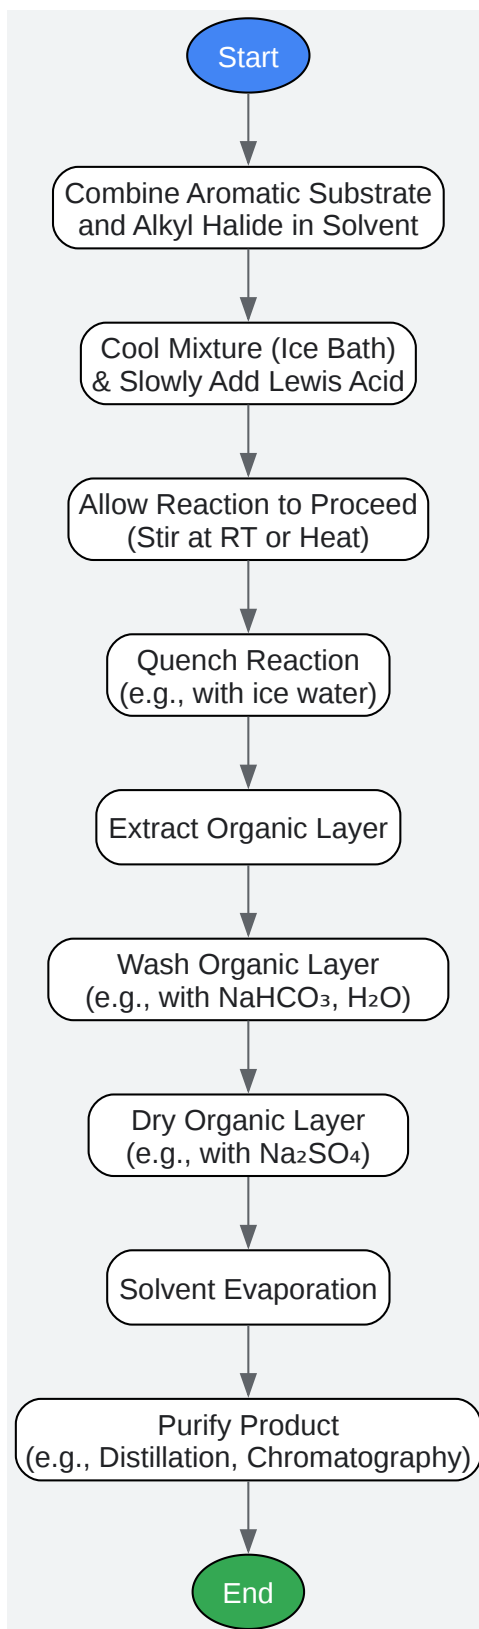 Start
Combine Aromatic Substrate
and Alkyl Halide in Solvent
Cool Mixture (Ice Bath)
& Slowly Add Lewis Acid
Allow Reaction to Proceed
(Stir at RT or Heat)
Quench Reaction
(e.g., with ice water)
Extract Organic Layer
Wash Organic Layer
(e.g., with NaHCO₃, H₂O)
Dry Organic Layer
(e.g., with Na₂SO₄)
Solvent Evaporation
Purify Product
(e.g., Distillation, Chromatography)
End